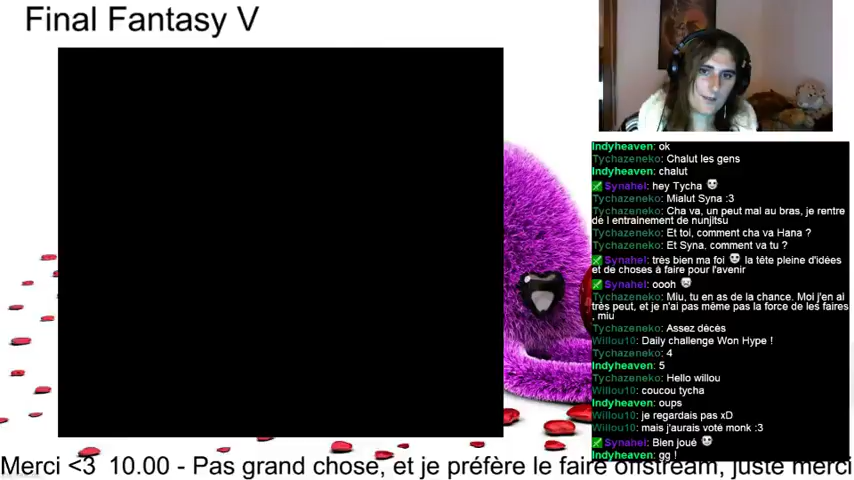 Final Fantasy V
Indyheaven: ok
Tychazeneko: Chalut les gens
Indyheaven: chalut
Synahel: hey Tycha
Tychazeneko: Mialut Syna :3
Tychazeneko: Cha va, un peut mal au bras, je rentre
de l entrainement de nunjitsu
Tychazeneko: Et toi, comment cha va Hana ?
Tychazeneko: Et Syna, comment va tu ?
Synahel: très bien ma foi la tête pleine d'idées
et de choses à faire pour l'avenir
Synahel: oooh
Tychazeneko: Miu, tu en as de la chance. Moi j'en ai
très peut, et je n'ai pas même pas la force de les faires
, miu
Tychazeneko: Assez décès
Willou10: Daily challenge Won Hype !
Tychazeneko: 4
Indyheaven: 5
Tychazeneko: Hello willou
Willou10: coucou tycha
Indyheaven: oups
Willou10: je regardais pas xD
Willou10: mais j'aurais voté monk :3
Synahel: Bien joué
Indyheaven: gg !
Merci <3 10.00 - Pas grand chose, et je préfère le faire offstream, juste merci